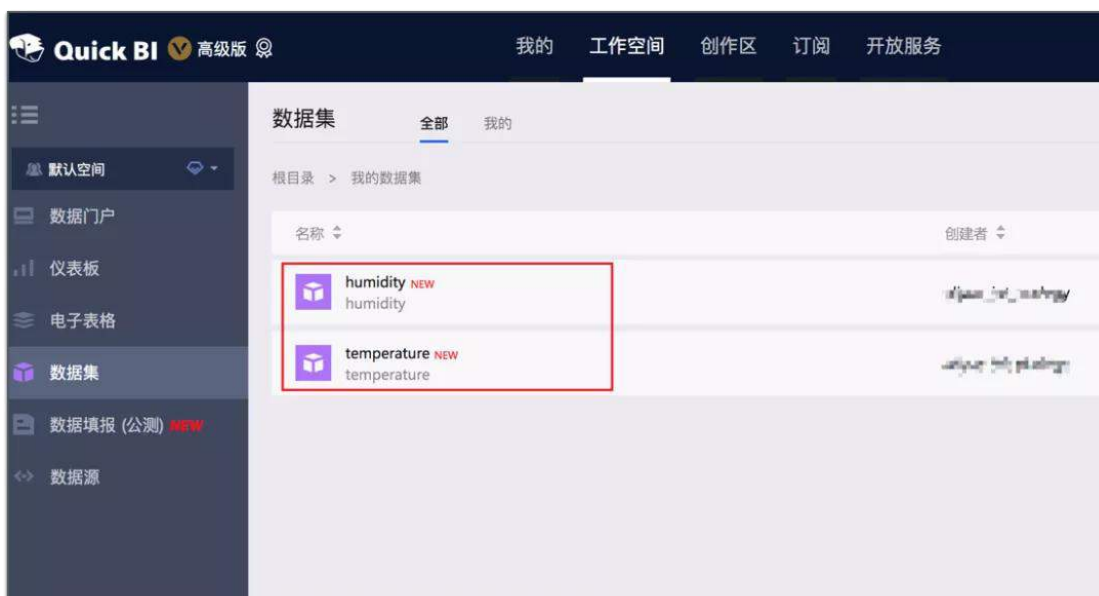 Quick BI 高级版
我的 工作空间 创作区 订阅 开放服务
默认空间
数据门户
仪表板
电子表格
数据集
数据填报 (公测) NEW
数据源
数据集 全部 我的
根目录 > 我的数据集
名称 创建者
humidity NEW
humidity
temperature NEW
temperature